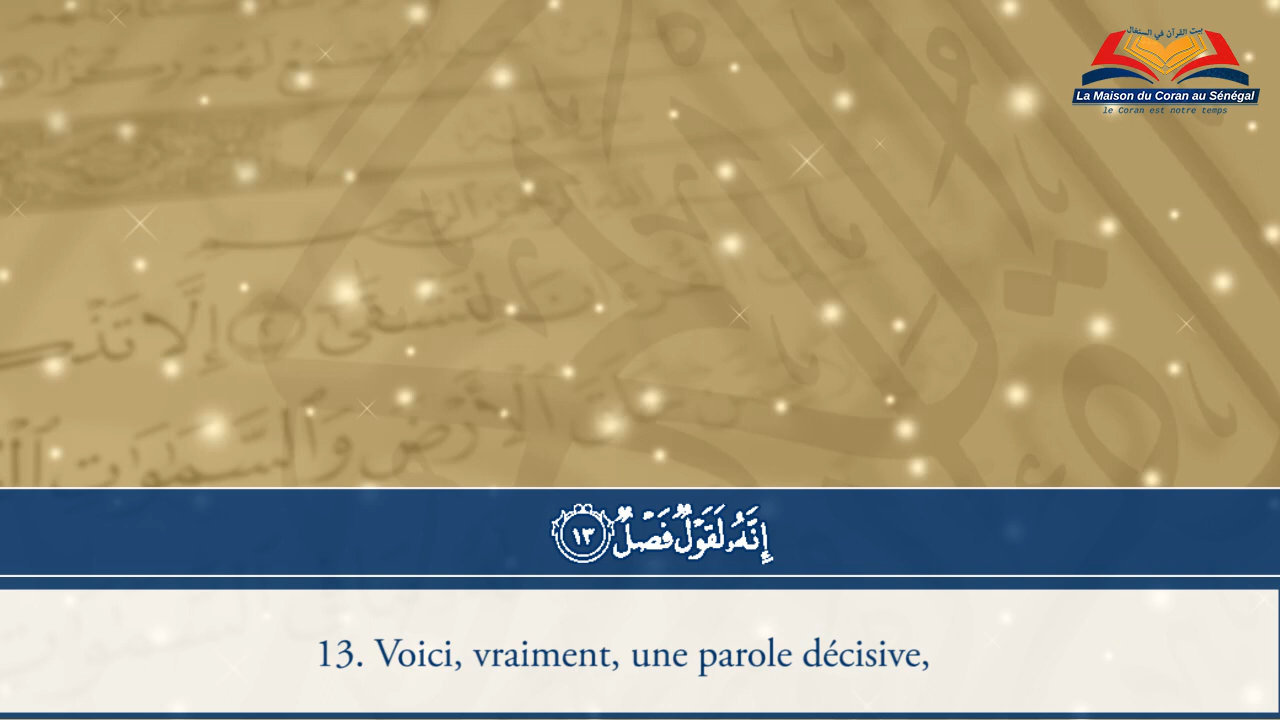 بيت القرآن في السنغال
La Maison du Coran au Sénégal
le Coran est notre temps
إِنَّهُۥ لَقَوْلٌ فَصْلٌ ١٣
13. Voici, vraiment, une parole décisive,